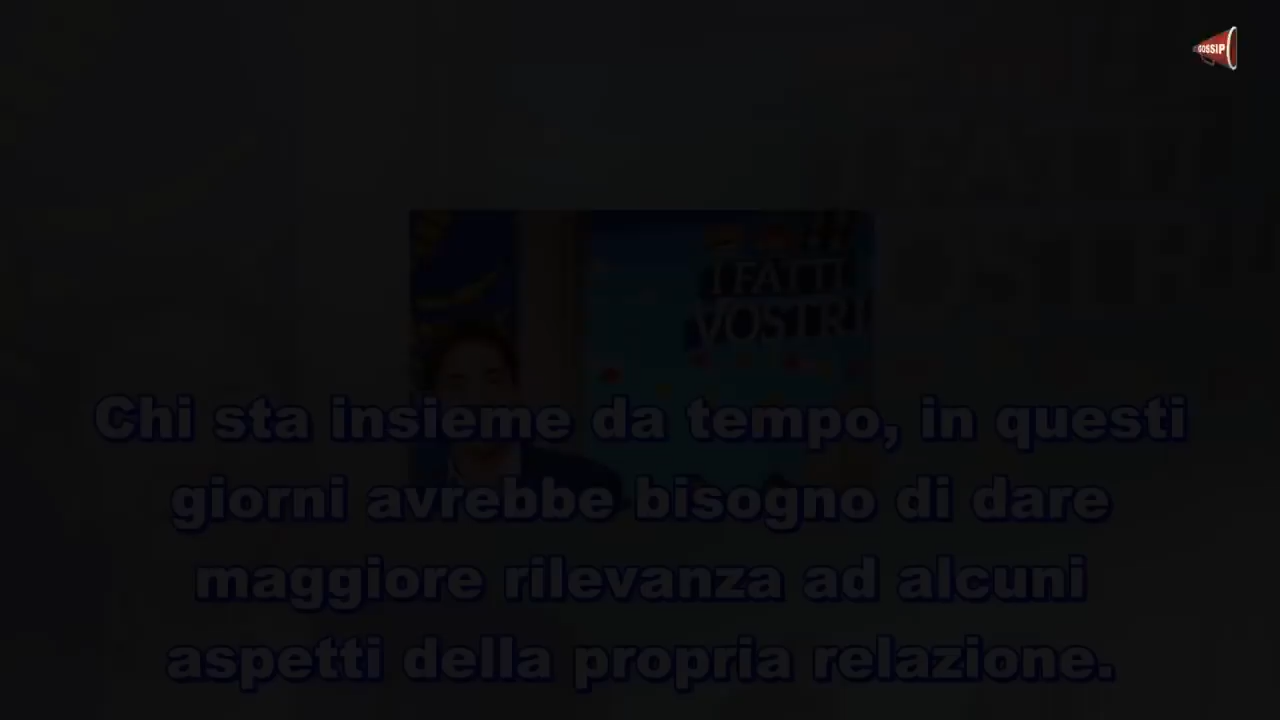 GOSSIP
I FATTI
VOSTRI
Chi sta insieme da tempo, in questi
giorni avrebbe bisogno di dare
maggiore rilevanza ad alcuni
aspetti della propria relazione.